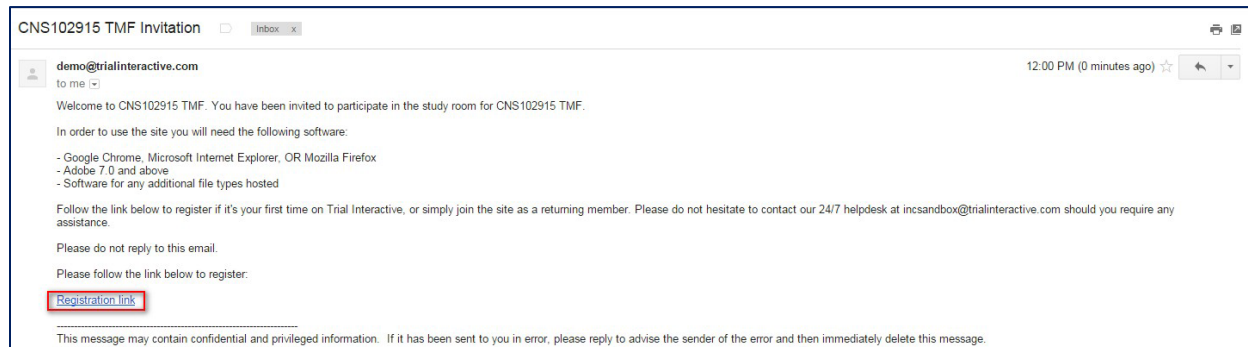 CNS102915 TMF Invitation Inbox x
demo@trialinteractive.com 12:00 PM (0 minutes ago)
to me
Welcome to CNS102915 TMF. You have been invited to participate in the study room for CNS102915 TMF.
In order to use the site you will need the following software:
- Google Chrome, Microsoft Internet Explorer, OR Mozilla Firefox
- Adobe 7.0 and above
- Software for any additional file types hosted
Follow the link below to register if it's your first time on Trial Interactive, or simply join the site as a returning member. Please do not hesitate to contact our 24/7 helpdesk at incsandbox@trialinteractive.com should you require any
assistance.
Please do not reply to this email.
Please follow the link below to register:
Registration link
------------------------------------------------------------------------
This message may contain confidential and privileged information. If it has been sent to you in error, please reply to advise the sender of the error and then immediately delete this message.